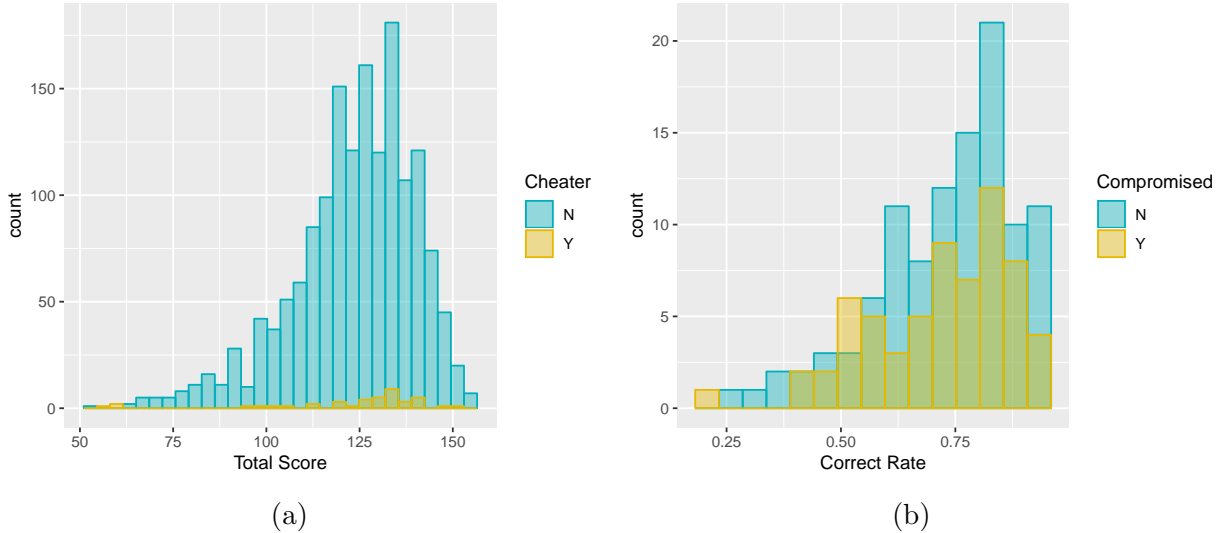 count
150
100
50
0
50
75
100
125
150
Total Score
Cheater
N
Y
(a)
count
20
15
10
5
0
0.25
0.50
0.75
Correct Rate
Compromised
N
Y
(b)